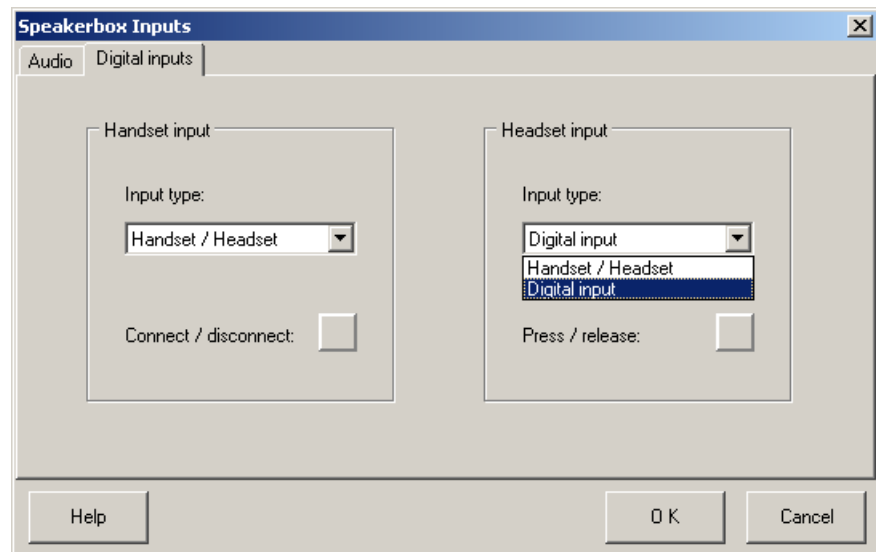 Speakerbox Inputs
Audio
Digital inputs
Handset input
Input type:
Handset / Headset
Connect / disconnect:
Headset input
Input type:
Digital input
Handset / Headset
Digital input
Press / release:
Help
O K
Cancel